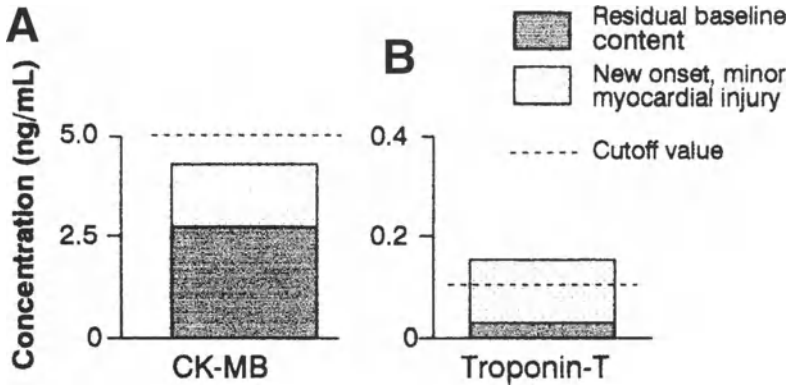 A
Concentration (ng/mL)
5.0
2.5
0
CK-MB
B
0.4
0.2
0
Troponin-T
Residual baseline
content
New onset, minor
myocardial injury
Cutoff value